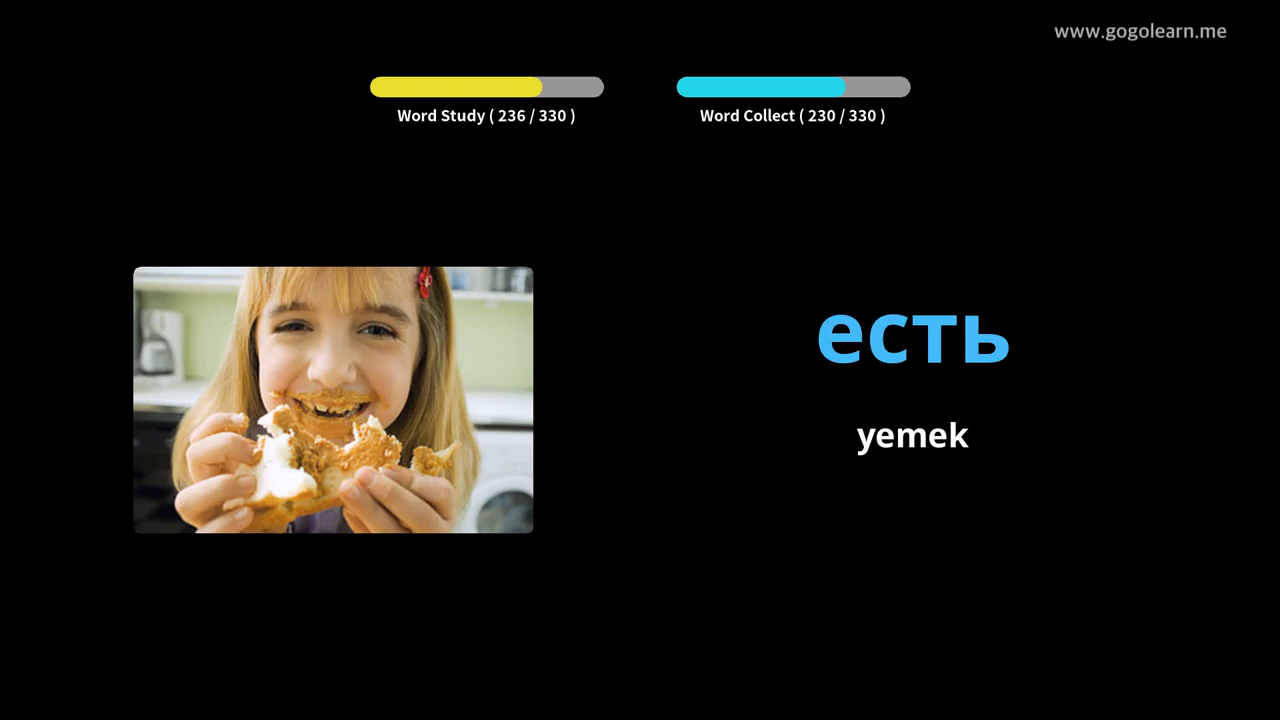 www.gogolearn.me
Word Study ( 236 / 330 )
Word Collect ( 230 / 330 )
есть
yemek